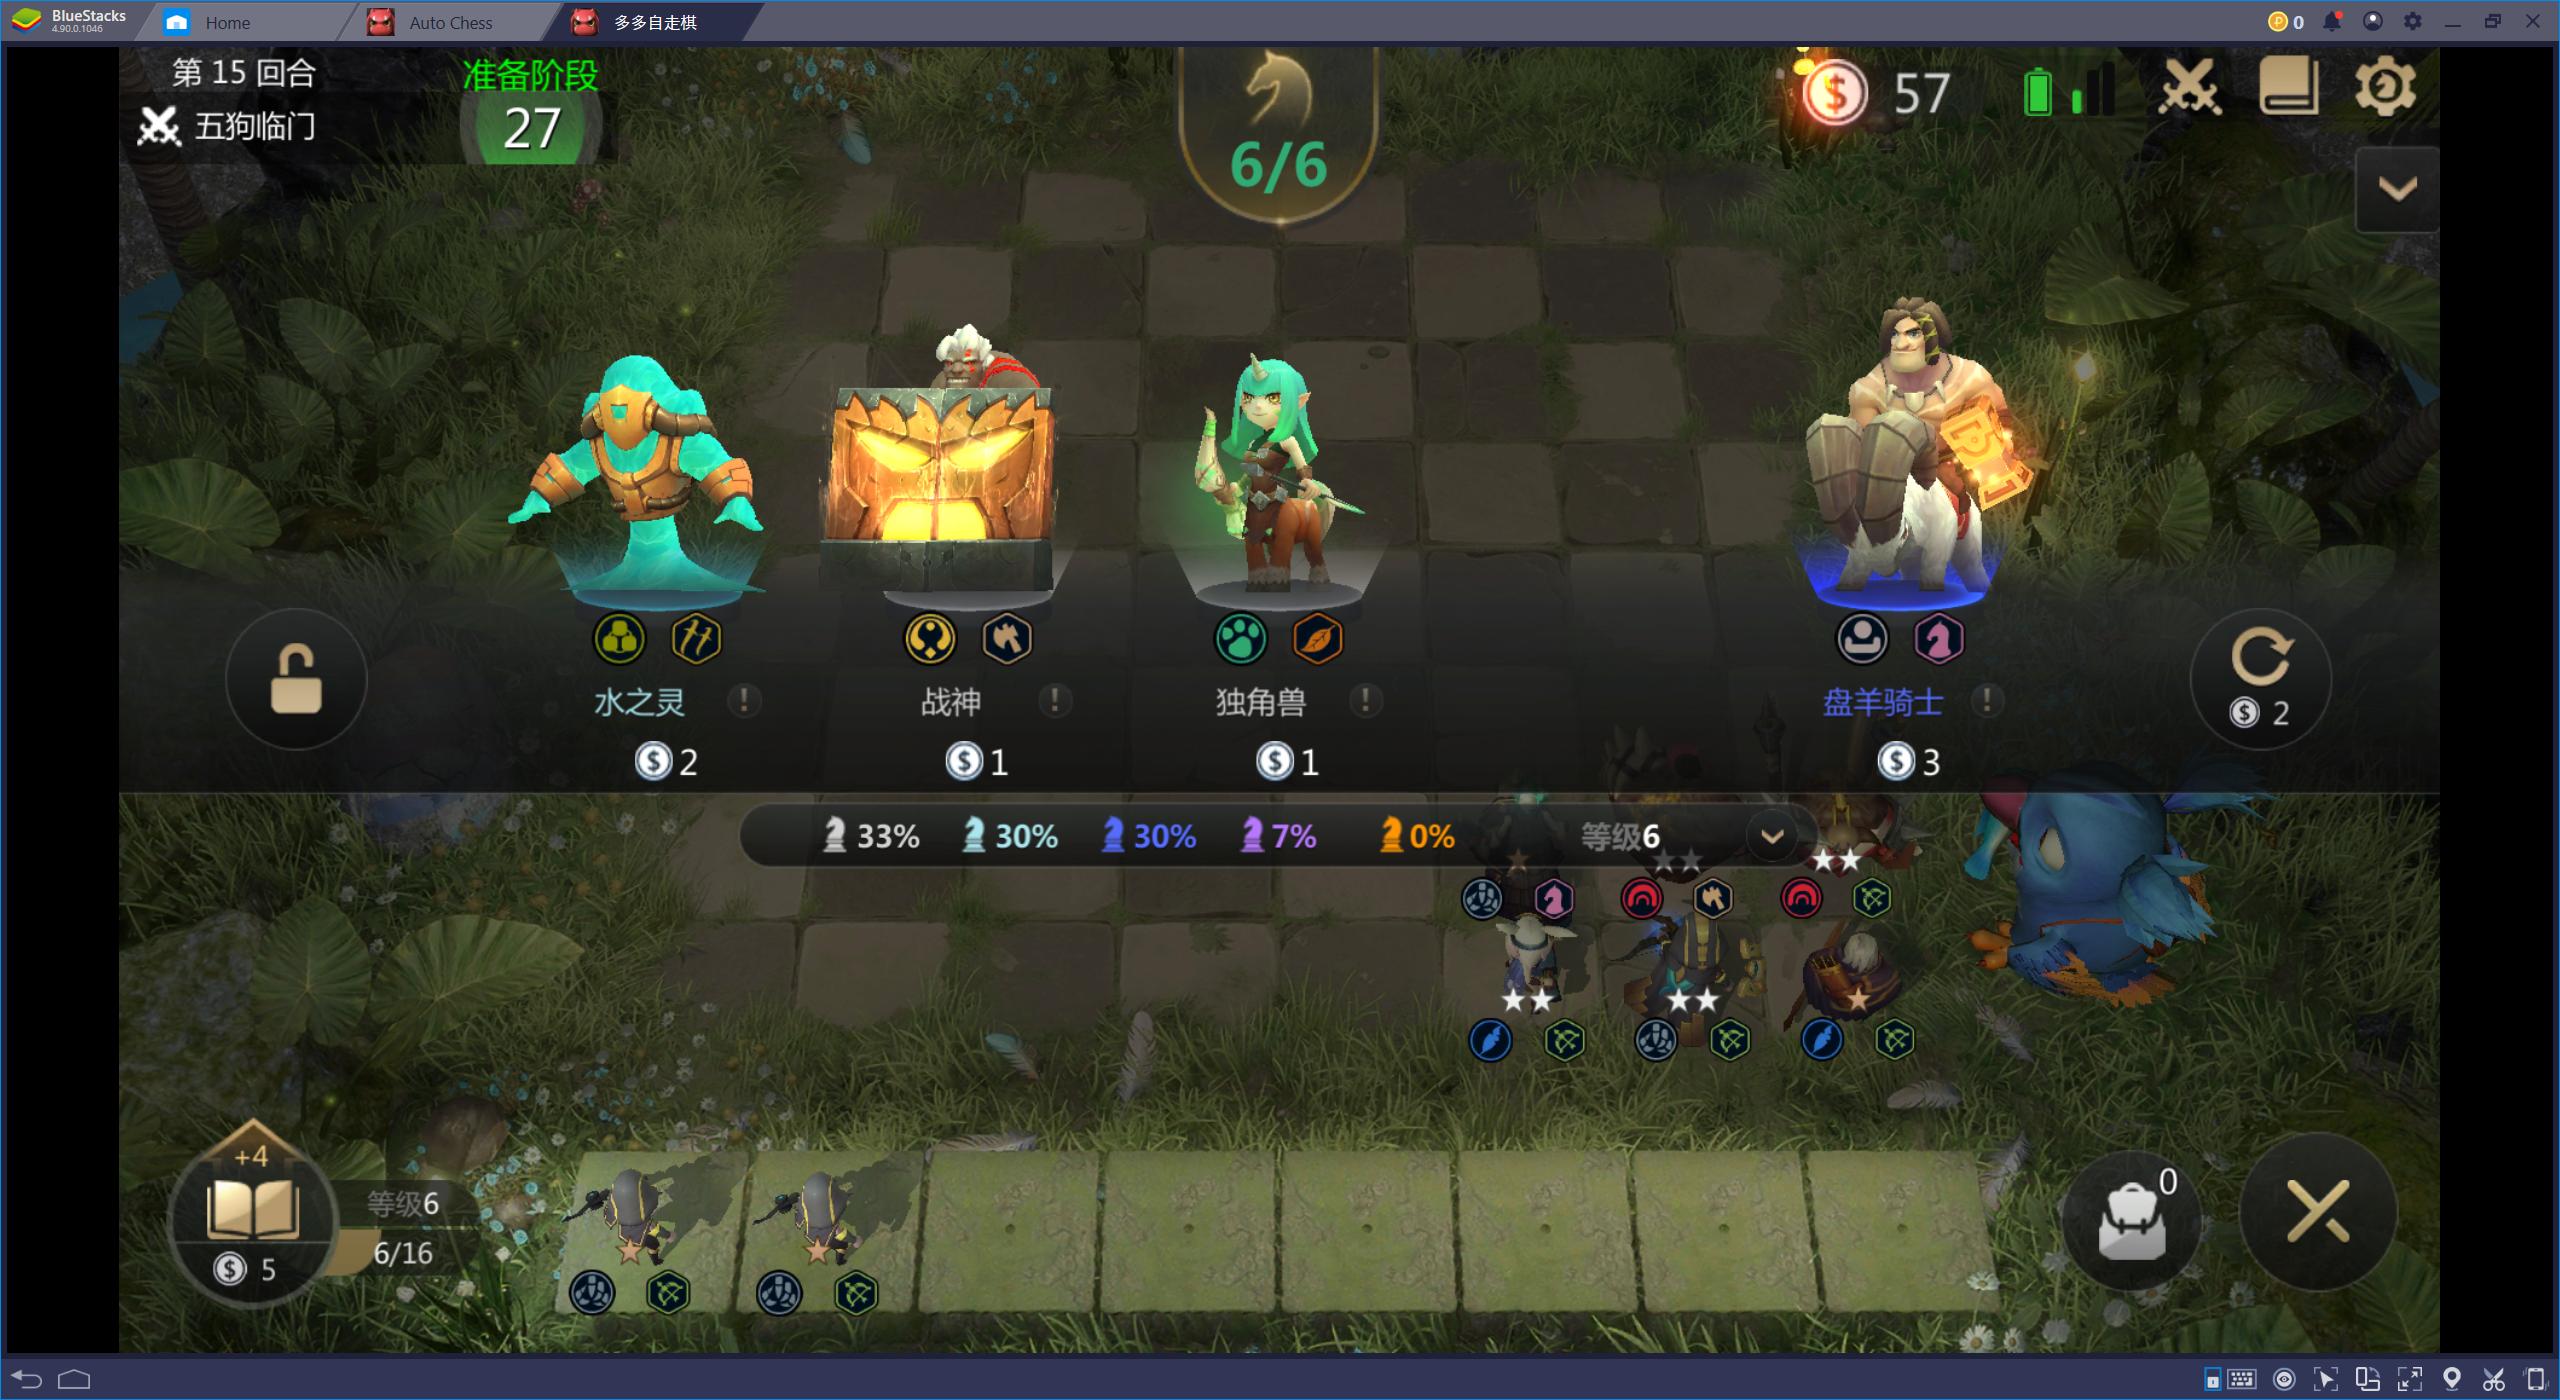 BlueStacks
4.90.0.1046
Home
Auto Chess
多多自走棋
0
第 15 回合
准备阶段
五狗临门
27
6/6
57
水之灵
2
战神
1
独角兽
1
盘羊骑士
3
2
33%
30%
30%
7%
0%
等级6
+4
5
等级6
6/16
0